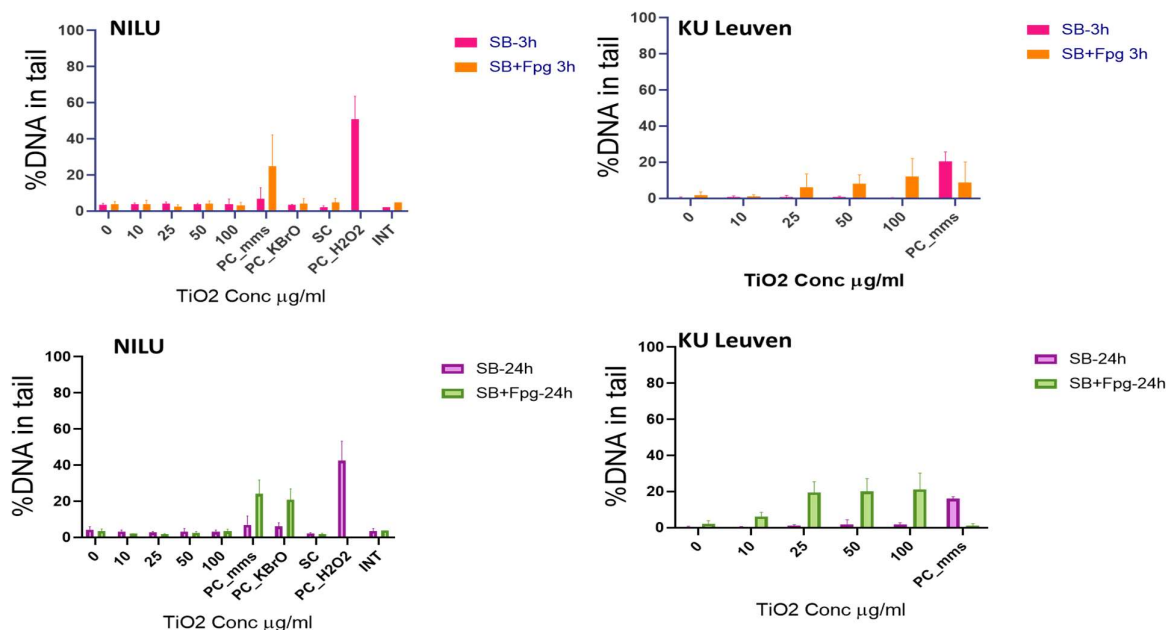 NILU
SB-3h
SB+Fpg 3h
%DNA in tail
100
80
60
40
20
0
0
10
25
50
100
PC_mms
PC_KBrO
SC
PC_H2O2
INT
TiO2 Conc μg/ml
KU Leuven
SB-3h
SB+Fpg 3h
%DNA in tail
100
80
60
40
20
0
0
10
25
50
100
PC_mms
TiO2 Conc μg/ml
NILU
SB-24h
SB+Fpg-24h
%DNA in tail
100
80
60
40
20
0
0
10
25
50
100
PC_mms
PC_KBrO
SC
PC_H2O2
INT
TiO2 Conc μg/ml
KU Leuven
SB-24h
SB+Fpg-24h
%DNA in tail
100
80
60
40
20
0
0
10
25
50
100
PC_mms
TiO2 Conc μg/ml